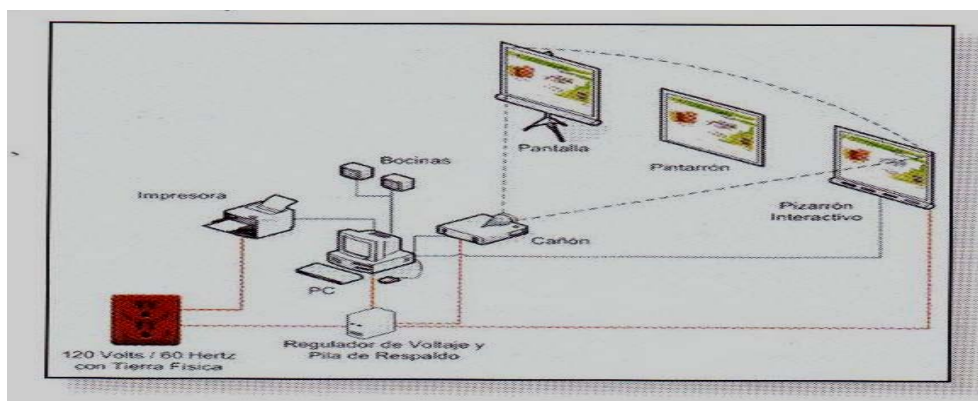 Pantalla
Pintarrón
Pizarrón
Interactivo
Bocinas
Impresora
Cañón
PC
Regulador de Voltaje y
Pila de Respaldo
120 Volts / 60 Hertz
con Tierra Física